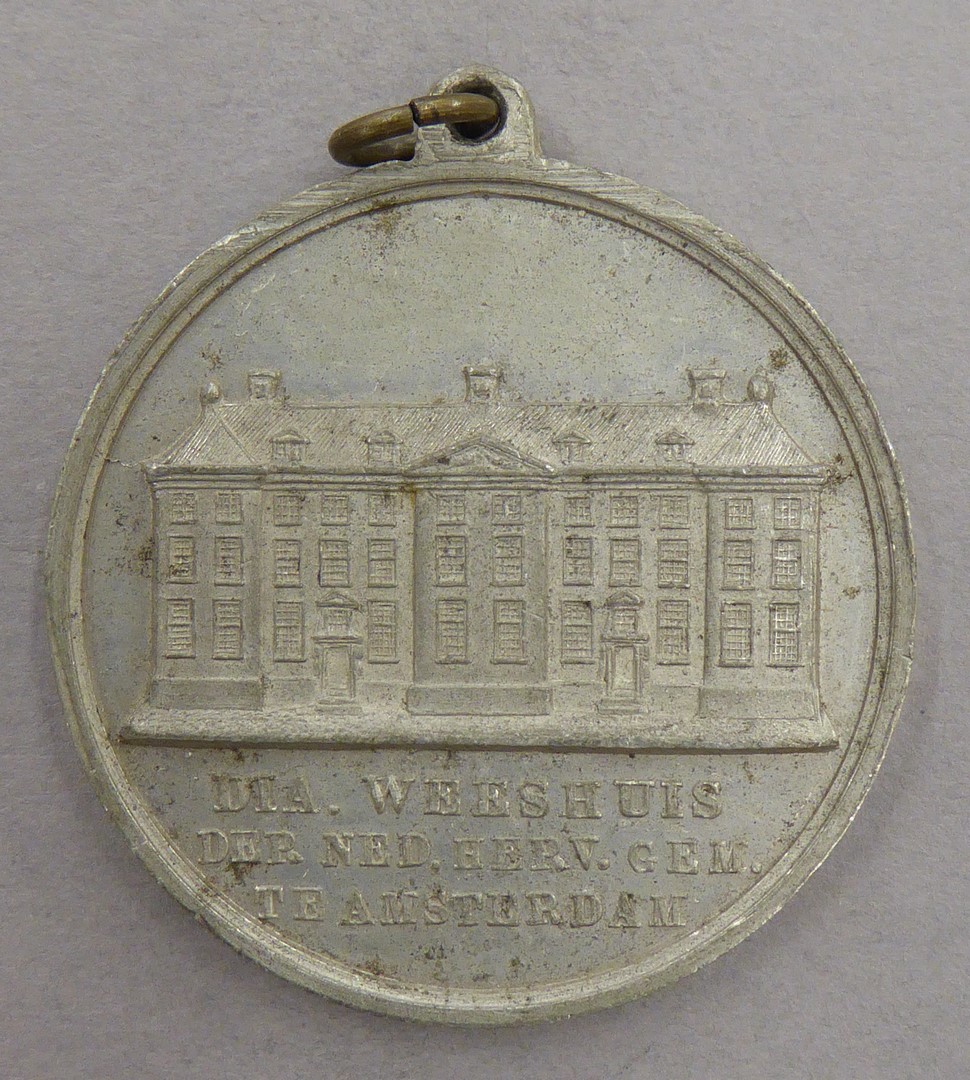 DIA. WEESHUIS
DER NED. HERV. GEM.
TE AMSTERDAM